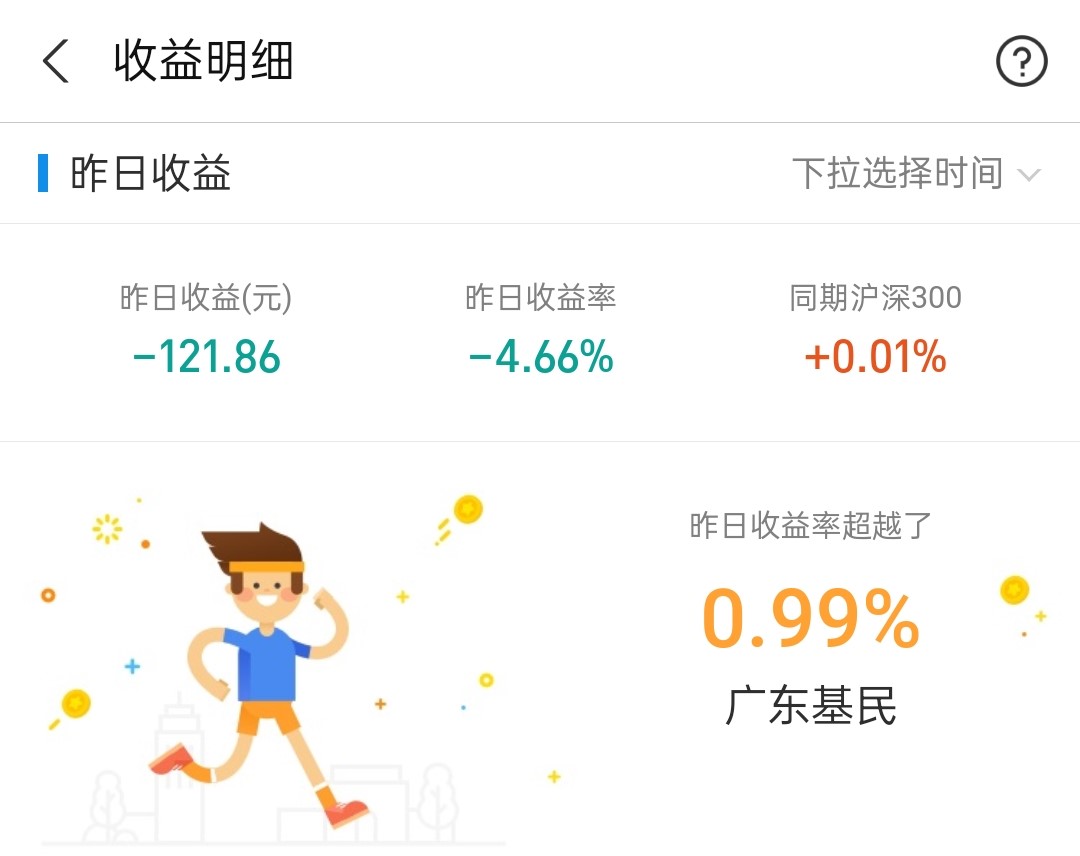 收益明细
?
昨日收益
下拉选择时间
昨日收益(元)
昨日收益率
同期沪深300
-121.86
-4.66%
+0.01%
昨日收益率超越了
0.99%
广东基民